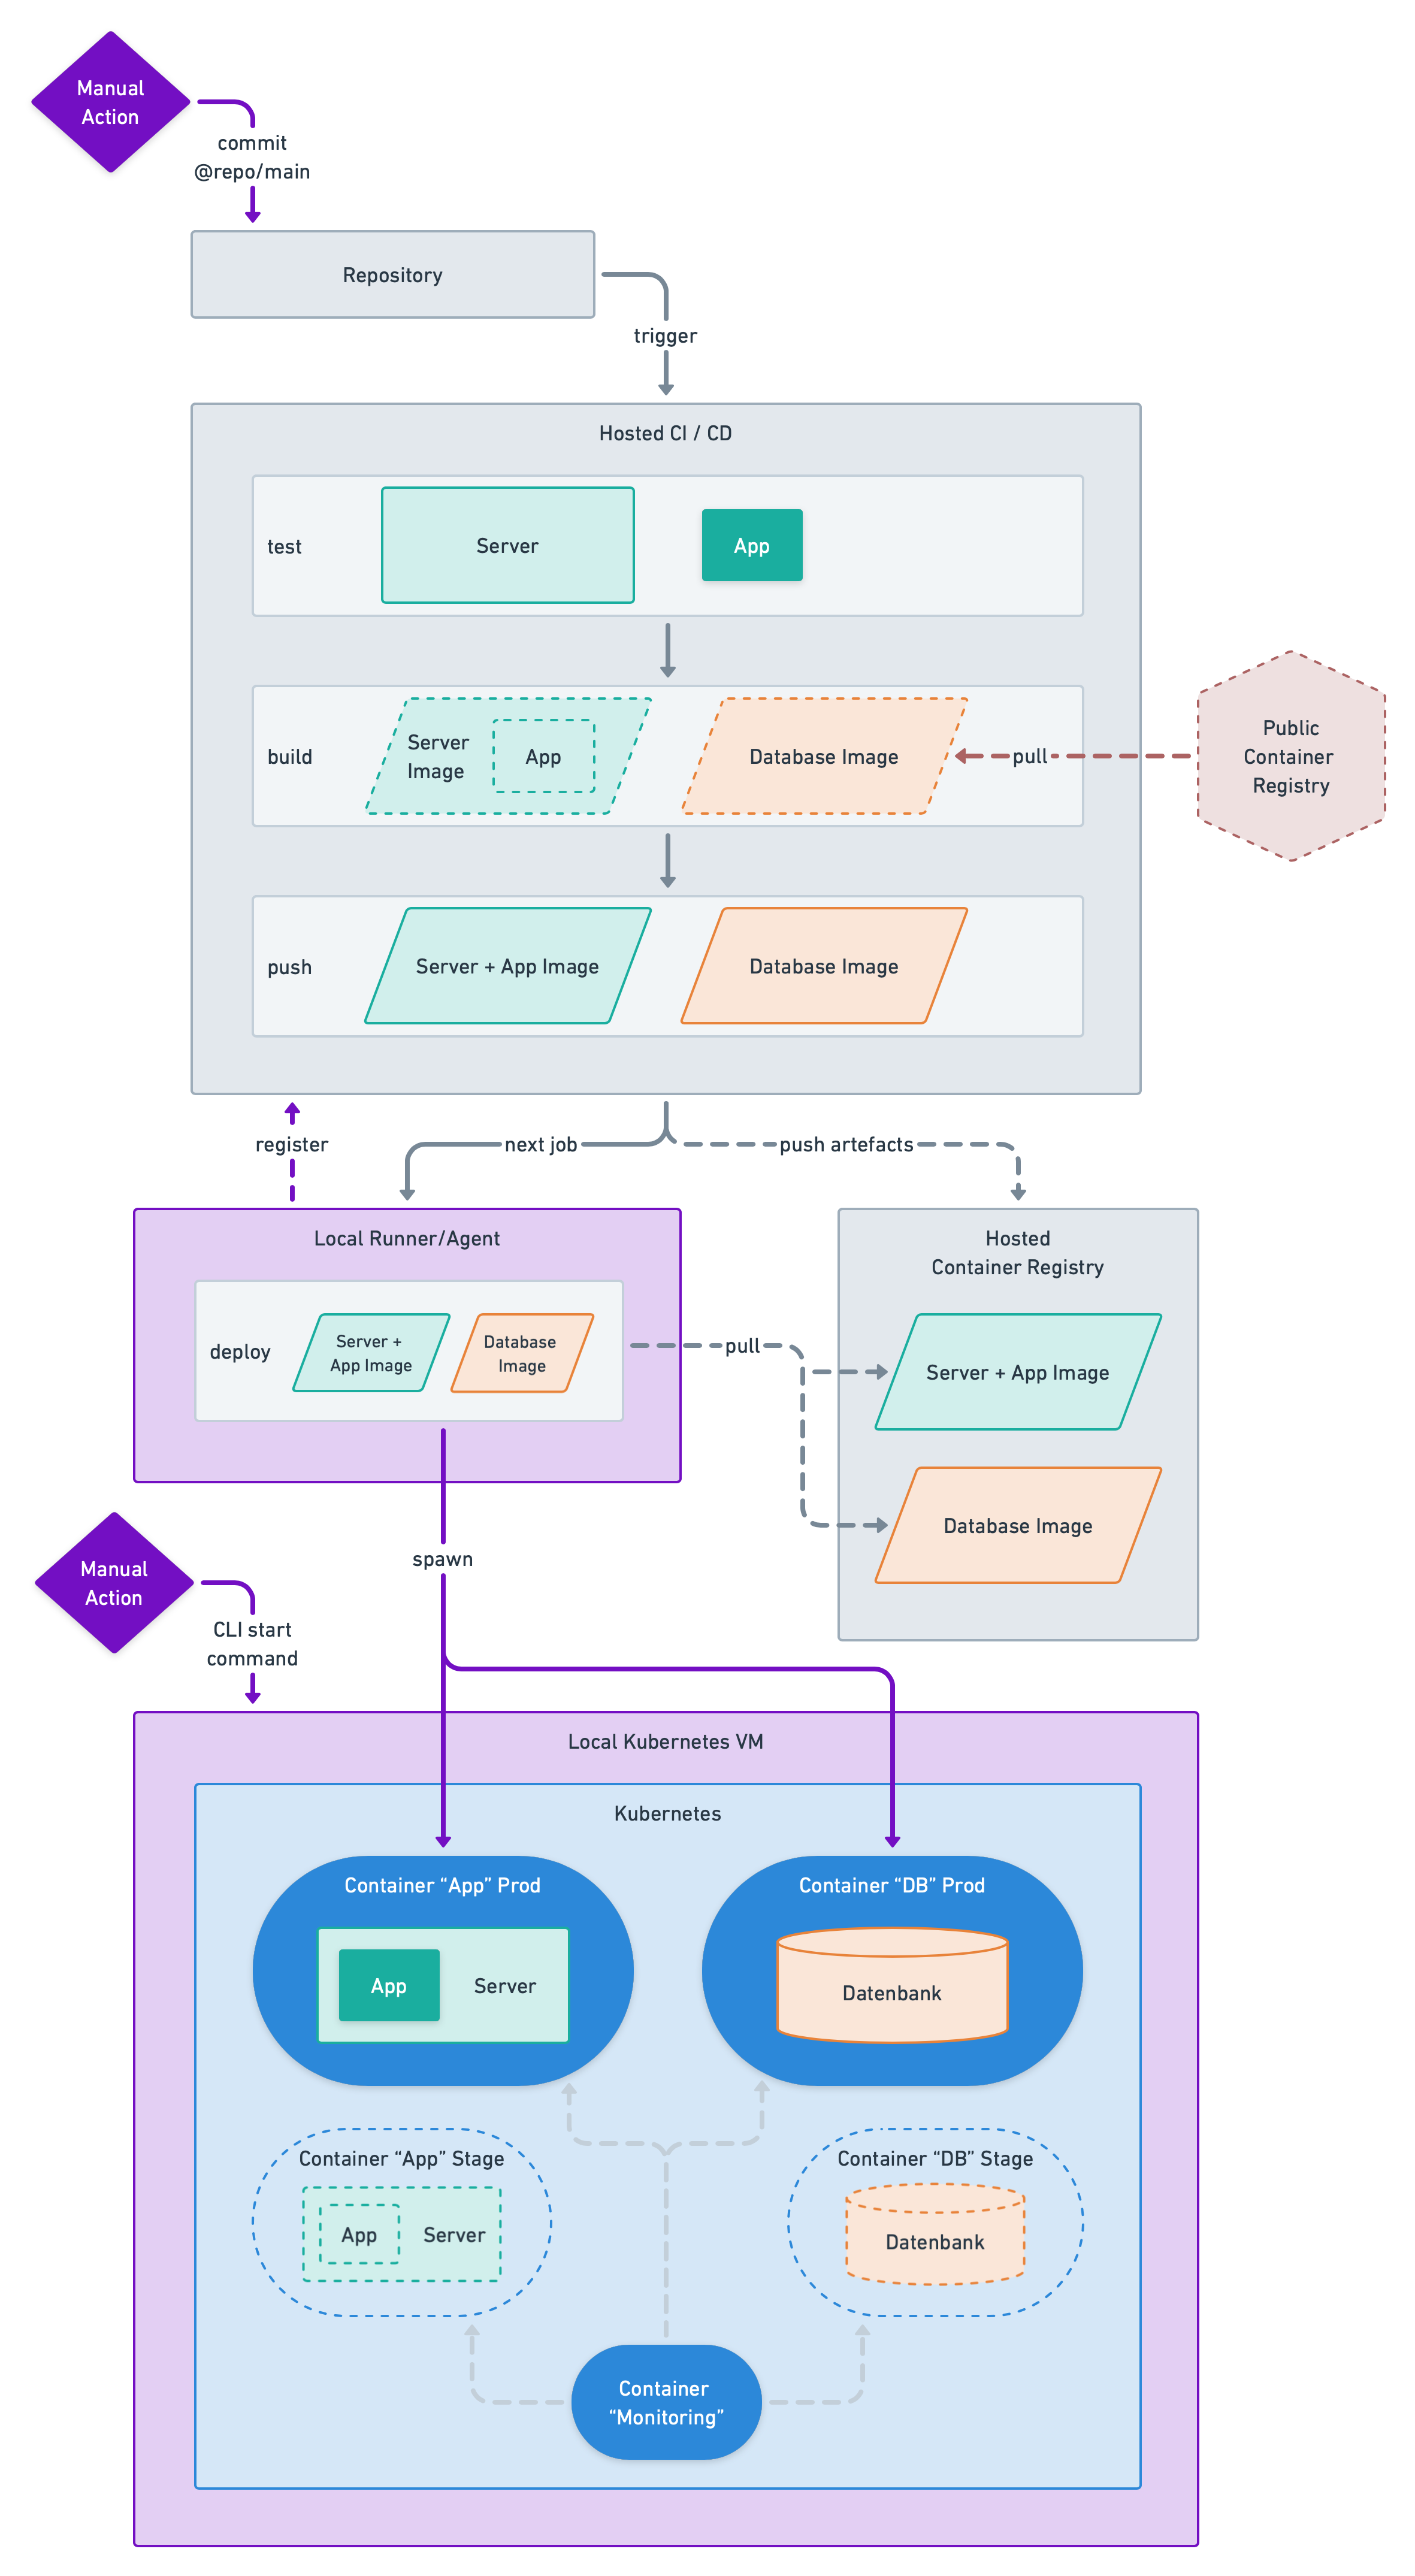 Manual
Action
commit
@repo/main
Repository
trigger
Hosted CI / CD
test
Server
App
build
Server
Image
App
Database Image
pull
Public
Container
Registry
push
Server + App Image
Database Image
register
next job
push artefacts
Local Runner/Agent
deploy
Server +
App Image
Database
Image
pull
Hosted
Container Registry
Server + App Image
Database Image
spawn
Manual
Action
CLI start
command
Local Kubernetes VM
Kubernetes
Container “App” Prod
App
Server
Container “DB” Prod
Datenbank
Container “App” Stage
App
Server
Container “DB” Stage
Datenbank
Container
“Monitoring”